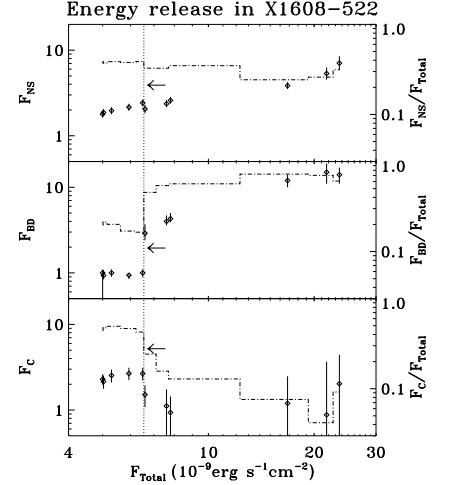 Energy release in X1608-522
10
1
F_NS
1.0
0.1
F_NS/F_Total
10
1
F_BD
1.0
0.1
F_BD/F_Total
10
1
F_C
1.0
0.1
F_C/F_Total
4 10 20 30
F_Total (10^-9 erg s^-1 cm^-2)